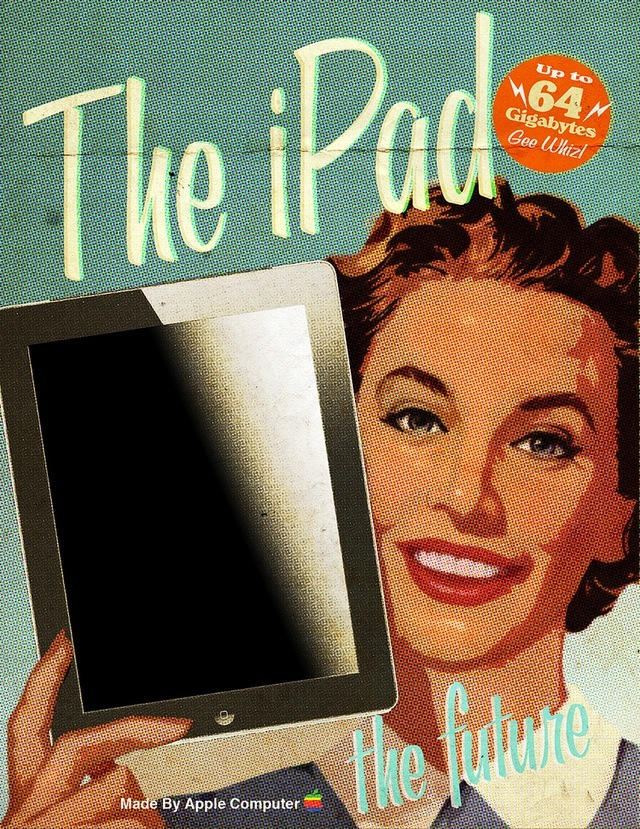 The iPad
Up to
64
Gigabytes
Gee Whiz!
the future
Made By Apple Computer